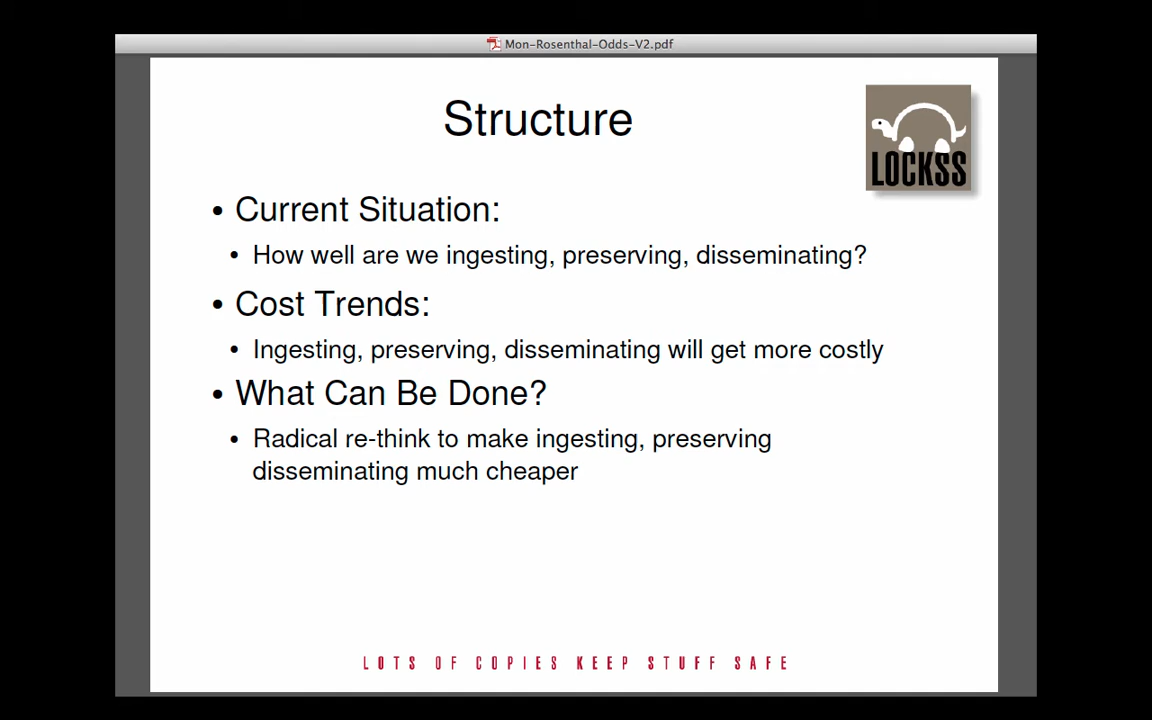 Mon-Rosenthal-Odds-V2.pdf
Structure
LOCKSS
• Current Situation:
• How well are we ingesting, preserving, disseminating?
• Cost Trends:
• Ingesting, preserving, disseminating will get more costly
• What Can Be Done?
• Radical re-think to make ingesting, preserving
disseminating much cheaper
LOTS OF COPIES KEEP STUFF SAFE